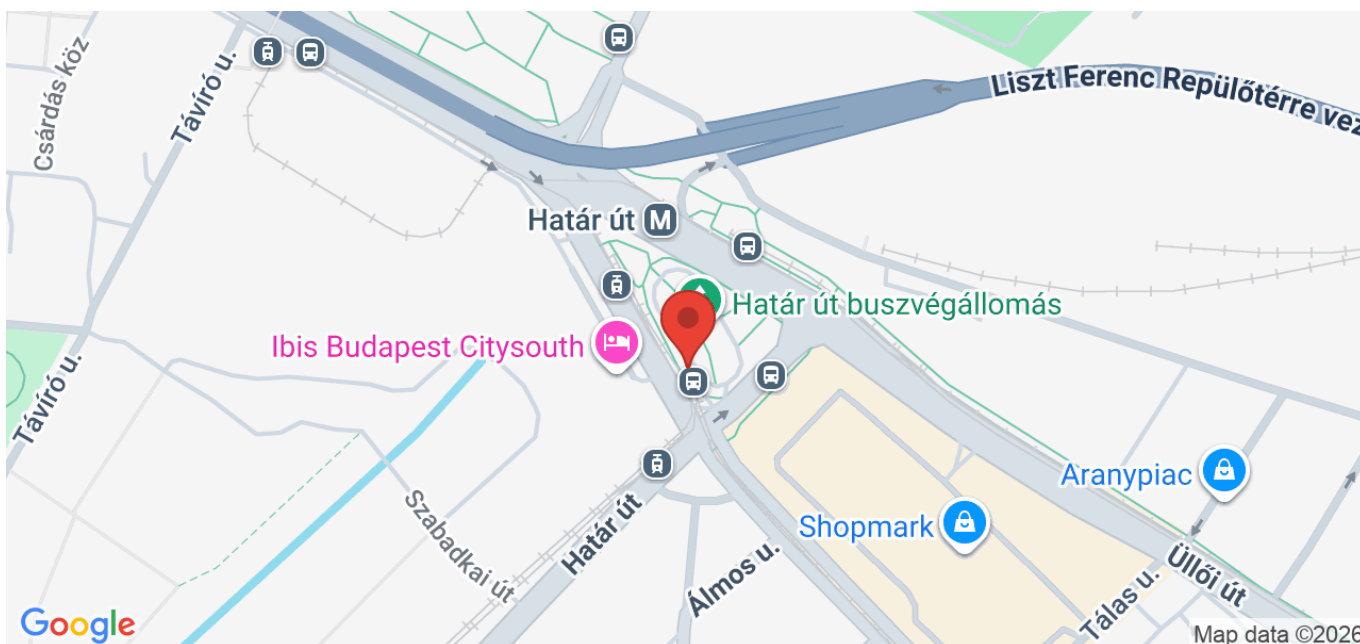 Csárdás köz
Távíró u.
Liszt Ferenc Repülőtérre vez
Határ út
M
Határ út buszvégállomás
Ibis Budapest Citysouth
Távíró u.
Aranypiac
Szabadkai út
Határ út
Shopmark
Álmos u.
Üllői út
Tálas u.
Google
Map data ©2026